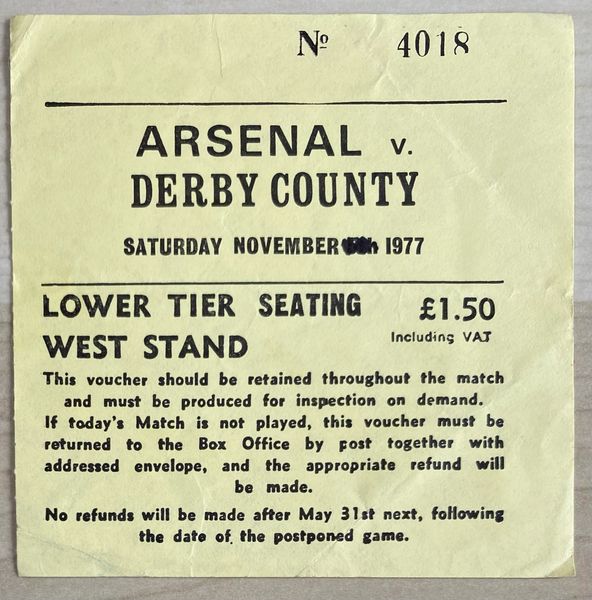 Nº 4018
ARSENAL v.
DERBY COUNTY
SATURDAY NOVEMBER 1977
LOWER TIER SEATING £1.50
Including VAT
WEST STAND
This voucher should be retained throughout the match
and must be produced for inspection on demand.
If today's Match is not played, this voucher must be
returned to the Box Office by post together with
addressed envelope, and the appropriate refund will
be made.
No refunds will be made after May 31st next, following
the date of the postponed game.